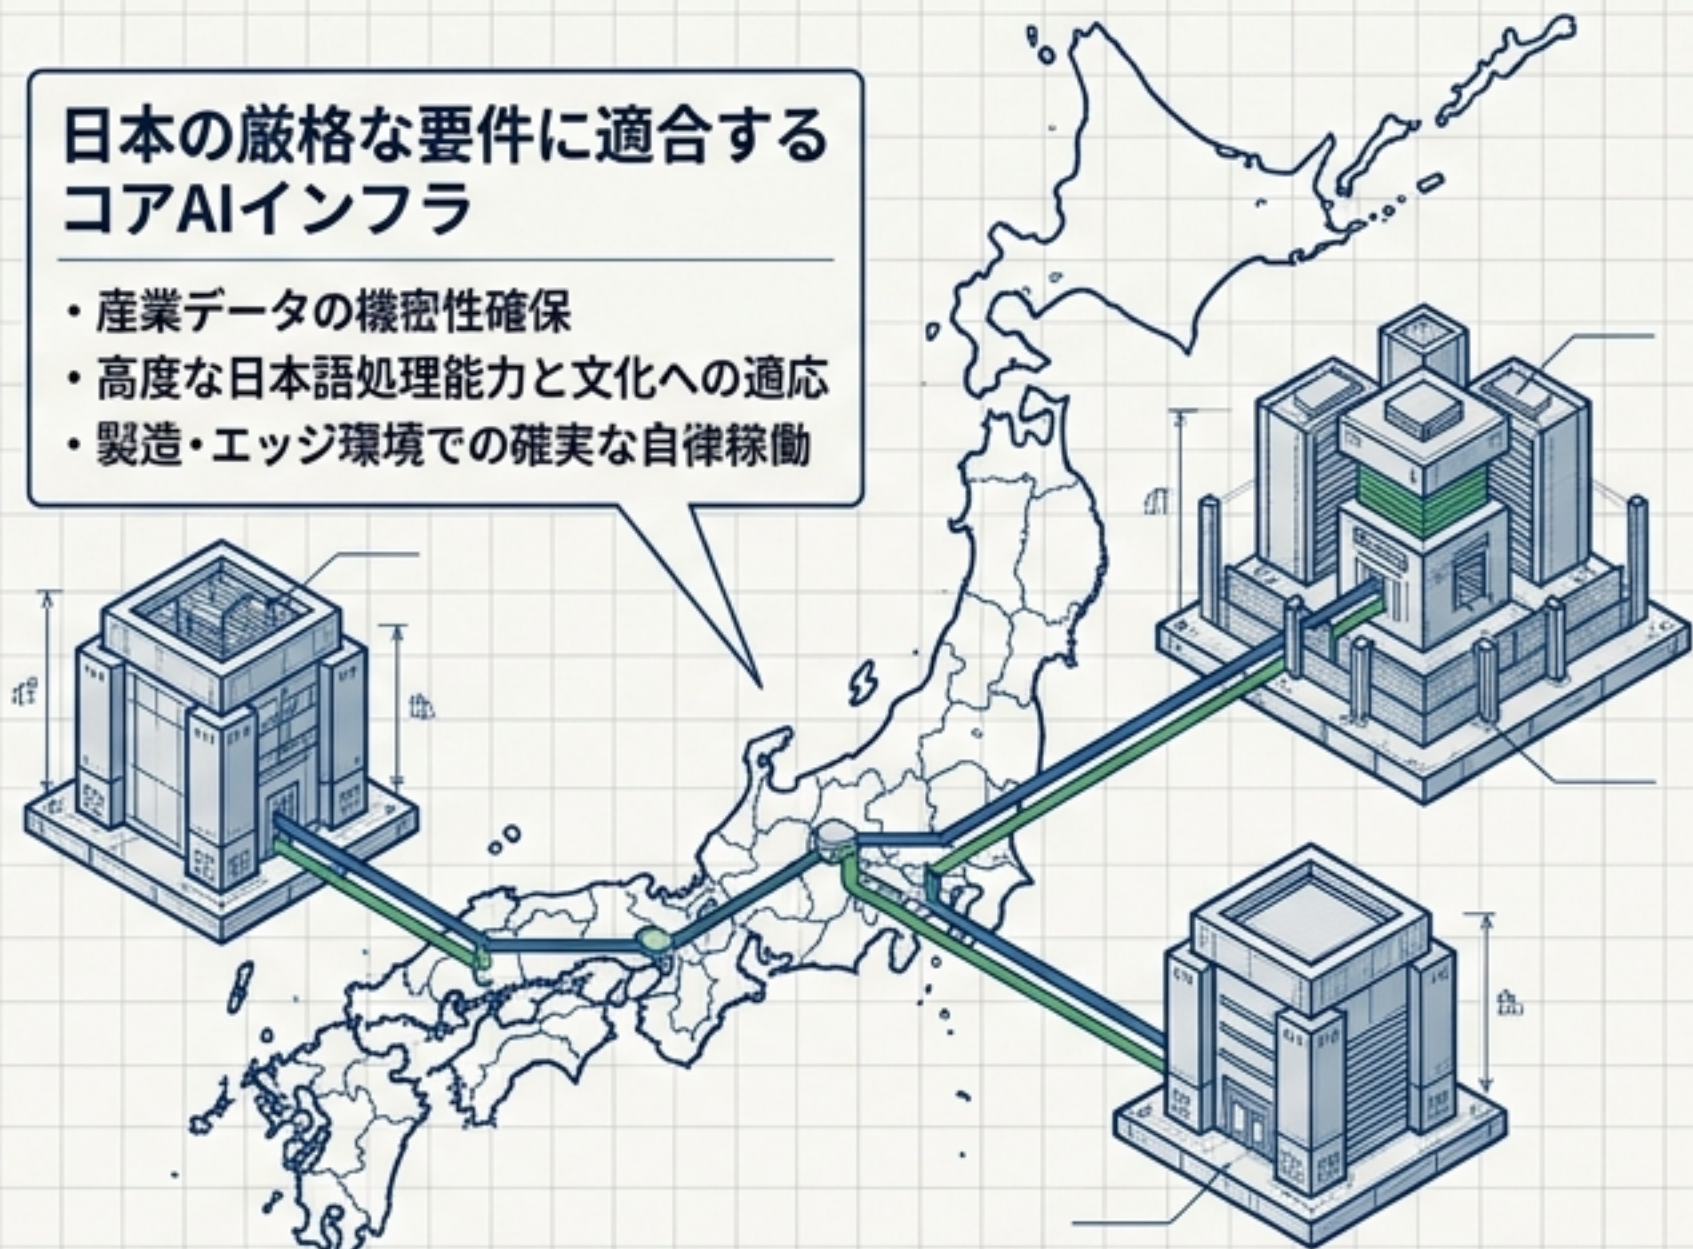 日本の厳格な要件に適合する
コアAIインフラ
・産業データの機密性確保
・高度な日本語処理能力と文化への適応
・製造・エッジ環境での確実な自律稼働